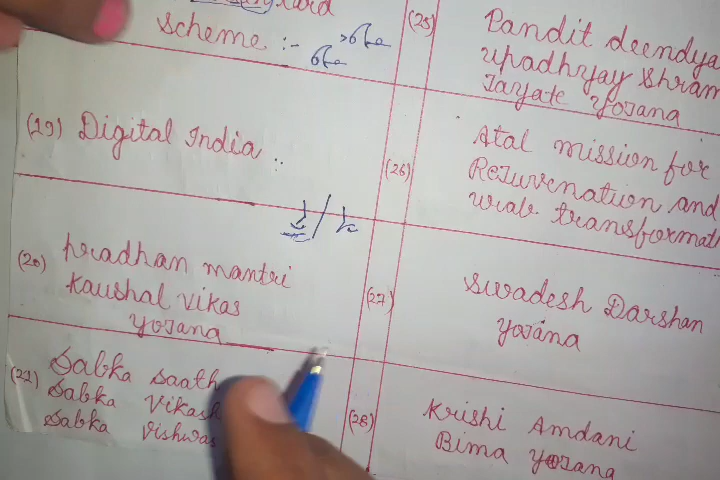 Scheme :-
(19) Digital India ..
(20) Pradhan mantri
Kaushal vikas
Yojana
Sabka Saath
Sabka Vikash
Sabka Vishwas
(25) Pandit deendya
Upadhyay Shram
Jayate Yojana
(26) Atal mission for
Rejuvenation and
urab transformat
(27) Swadesh Darshan
Yojana
(28) Krishi Amdani
Bima Yojana